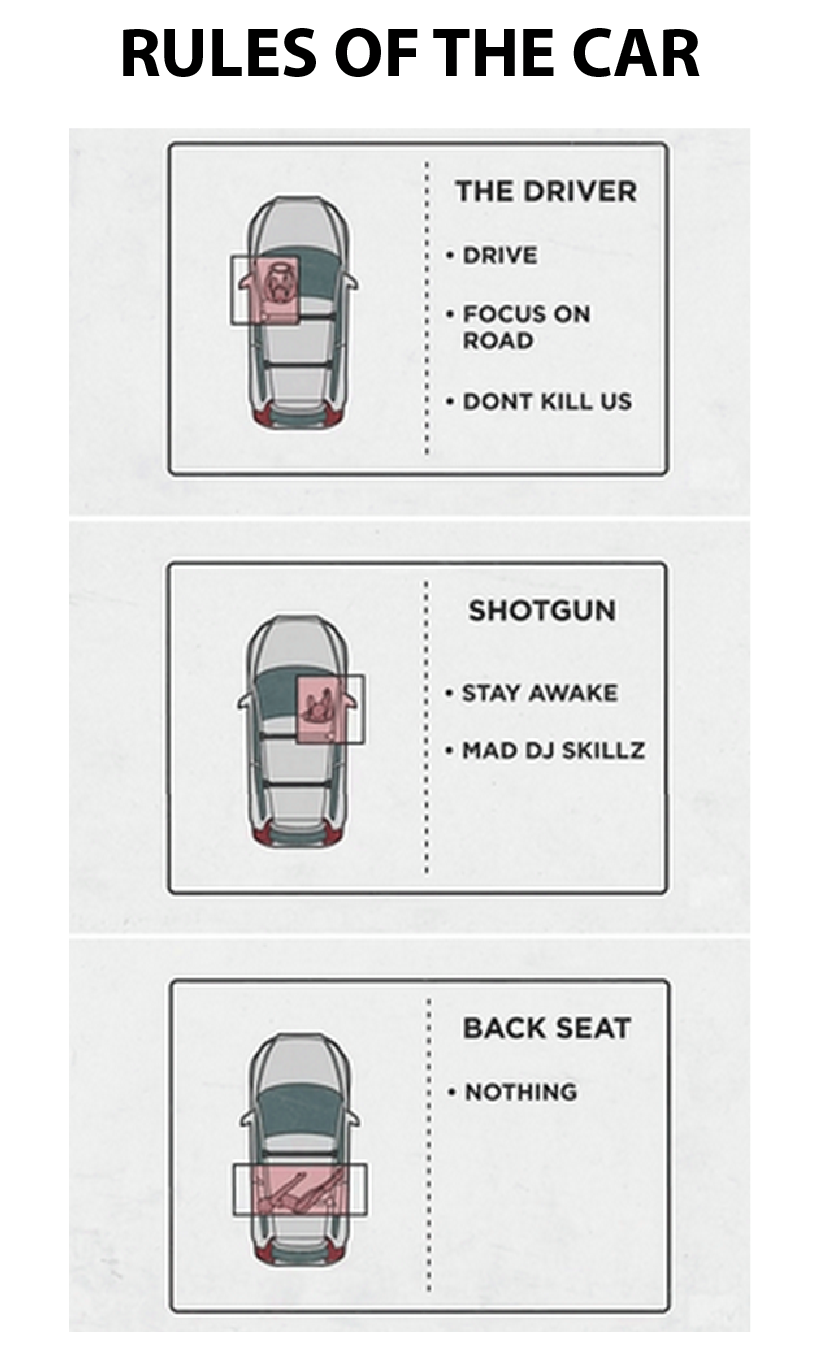 RULES OF THE CAR
THE DRIVER
• DRIVE
• FOCUS ON
ROAD
• DONT KILL US
SHOTGUN
• STAY AWAKE
• MAD DJ SKILLZ
BACK SEAT
• NOTHING